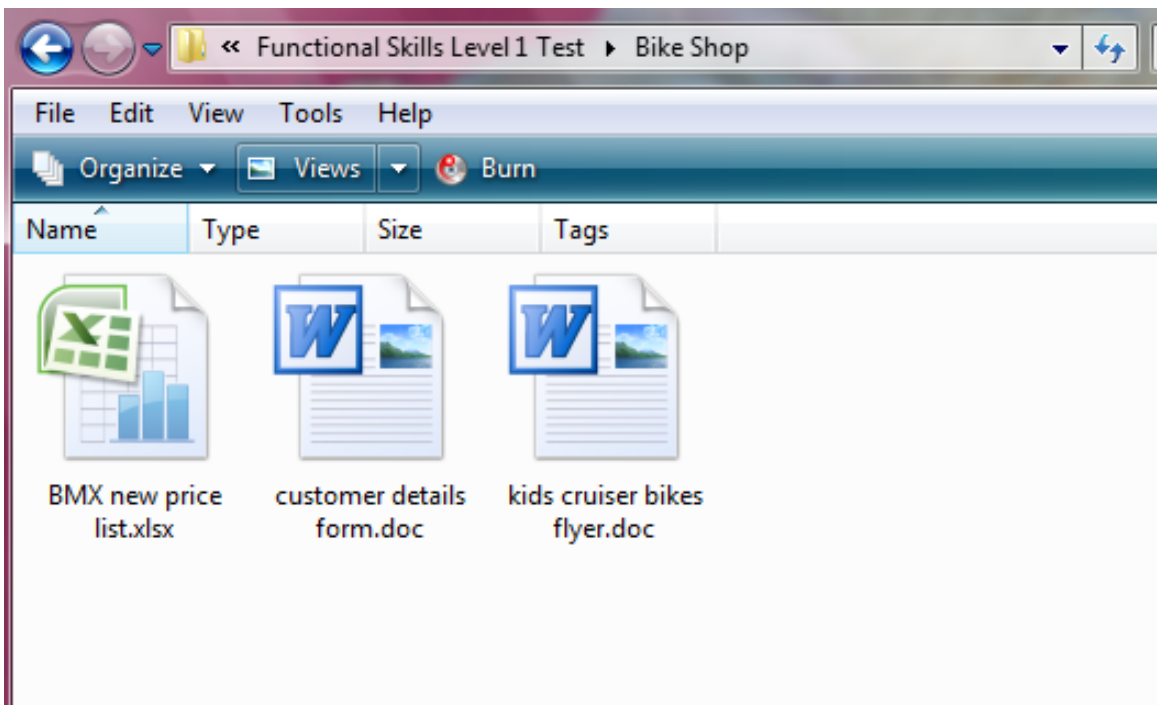 « Functional Skills Level 1 Test ▸ Bike Shop
File Edit View Tools Help
Organize Views Burn
Name Type Size Tags
BMX new price
list.xlsx
customer details
form.doc
kids cruiser bikes
flyer.doc